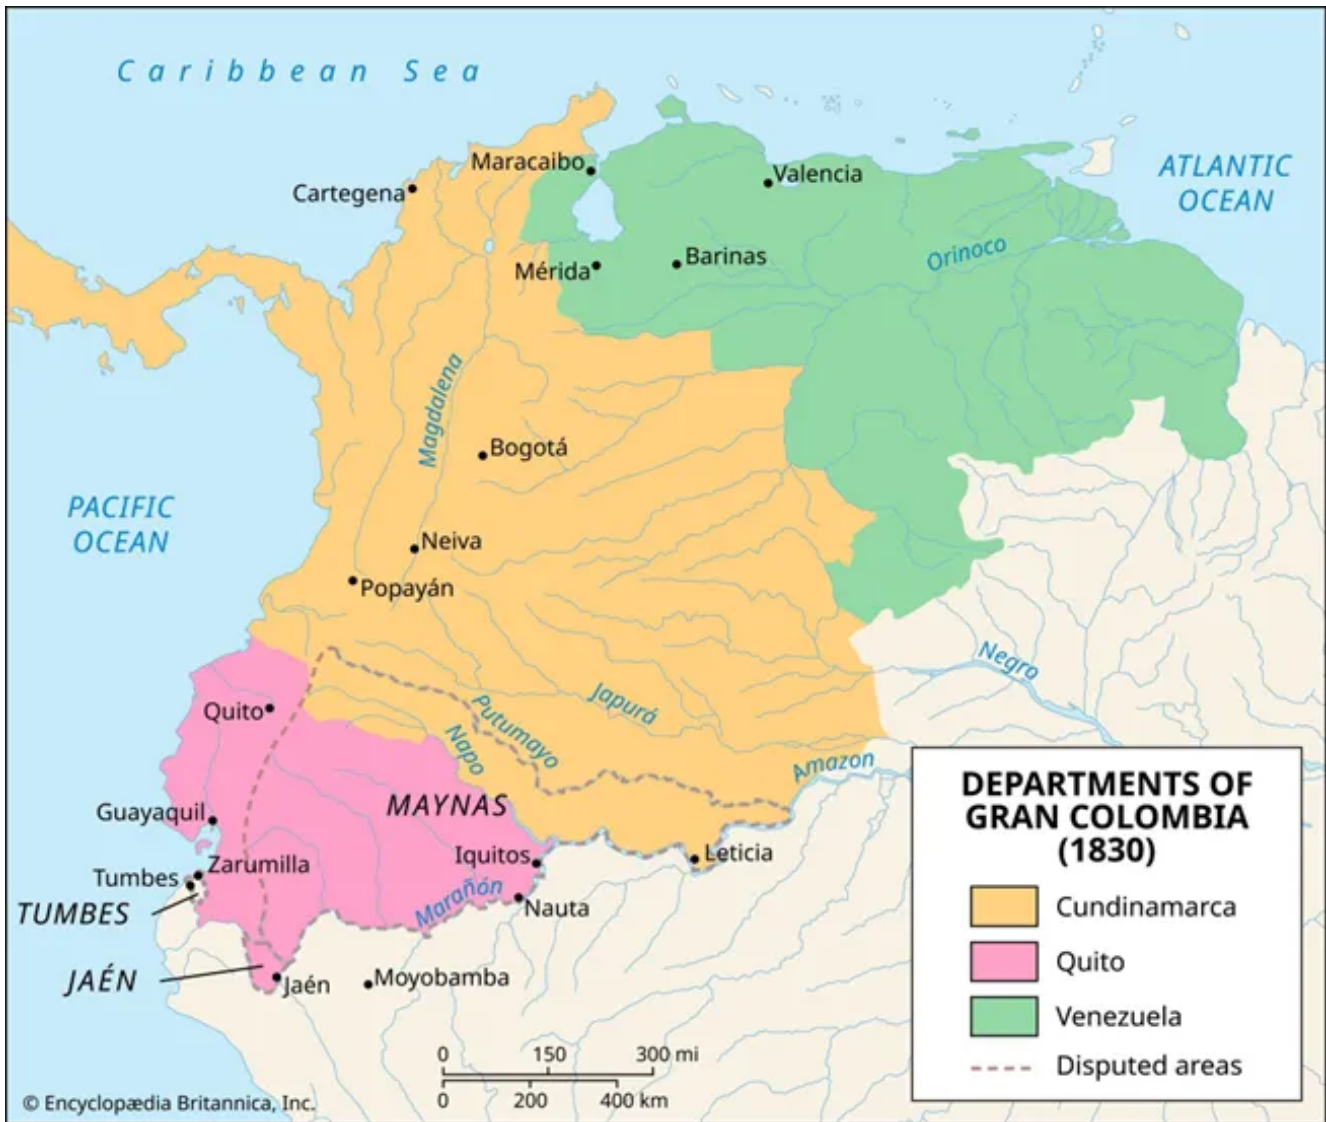 Caribbean Sea
ATLANTIC
OCEAN
Maracaibo
Valencia
Cartegena
Orinoco
Barinas
Mérida
Magdalena
Bogotá
PACIFIC
OCEAN
Neiva
Popayán
Negro
Japurá
Putumayo
Quito
Napo
Amazon
MAYNAS
Guayaquil
Iquitos
Leticia
Zarumilla
Tumbes
TUMBES
Marañón
Nauta
JAÉN
Jaén
Moyobamba
DEPARTMENTS OF
GRAN COLOMBIA
(1830)
Cundinamarca
Quito
Venezuela
Disputed areas
0 150 300 mi
0 200 400 km
© Encyclopædia Britannica, Inc.